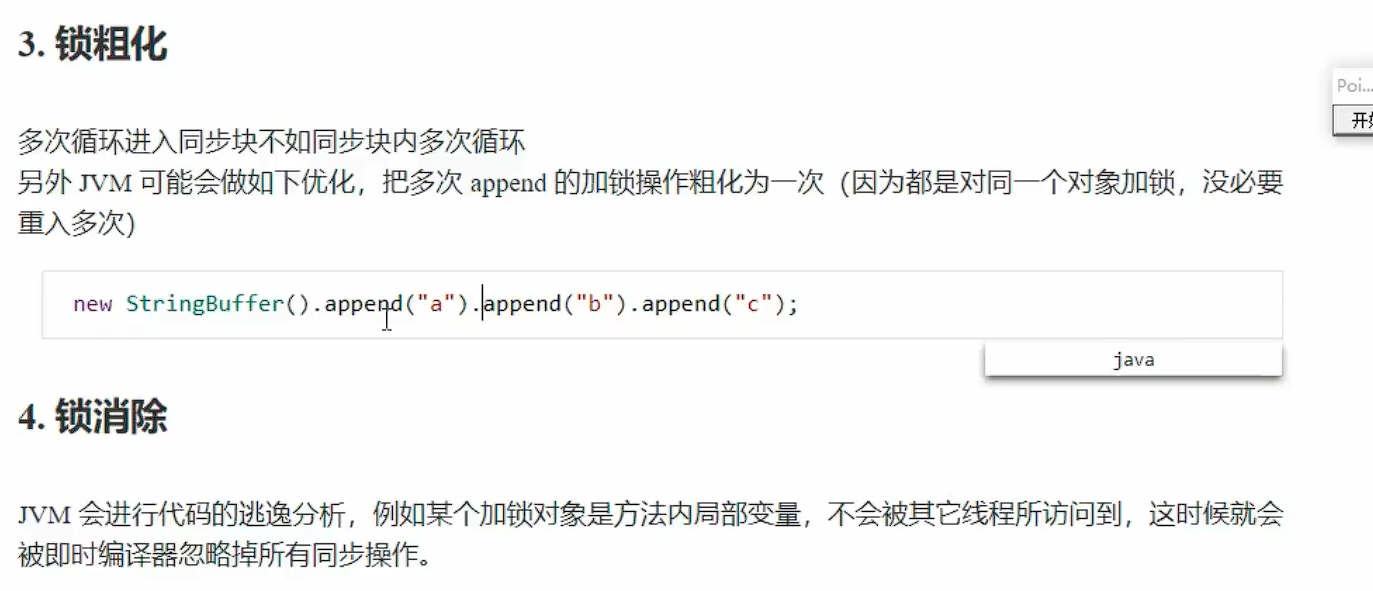 3. 锁粗化
Poi...
开始
多次循环进入同步块不如同步块内多次循环
另外 JVM 可能会做如下优化，把多次 append 的加锁操作粗化为一次（因为都是对同一个对象加锁，没必要
重入多次）
new StringBuffer().append("a").append("b").append("c");
java
4. 锁消除
JVM 会进行代码的逃逸分析，例如某个加锁对象是方法内局部变量，不会被其它线程所访问到，这时候就会
被即时编译器忽略掉所有同步操作。